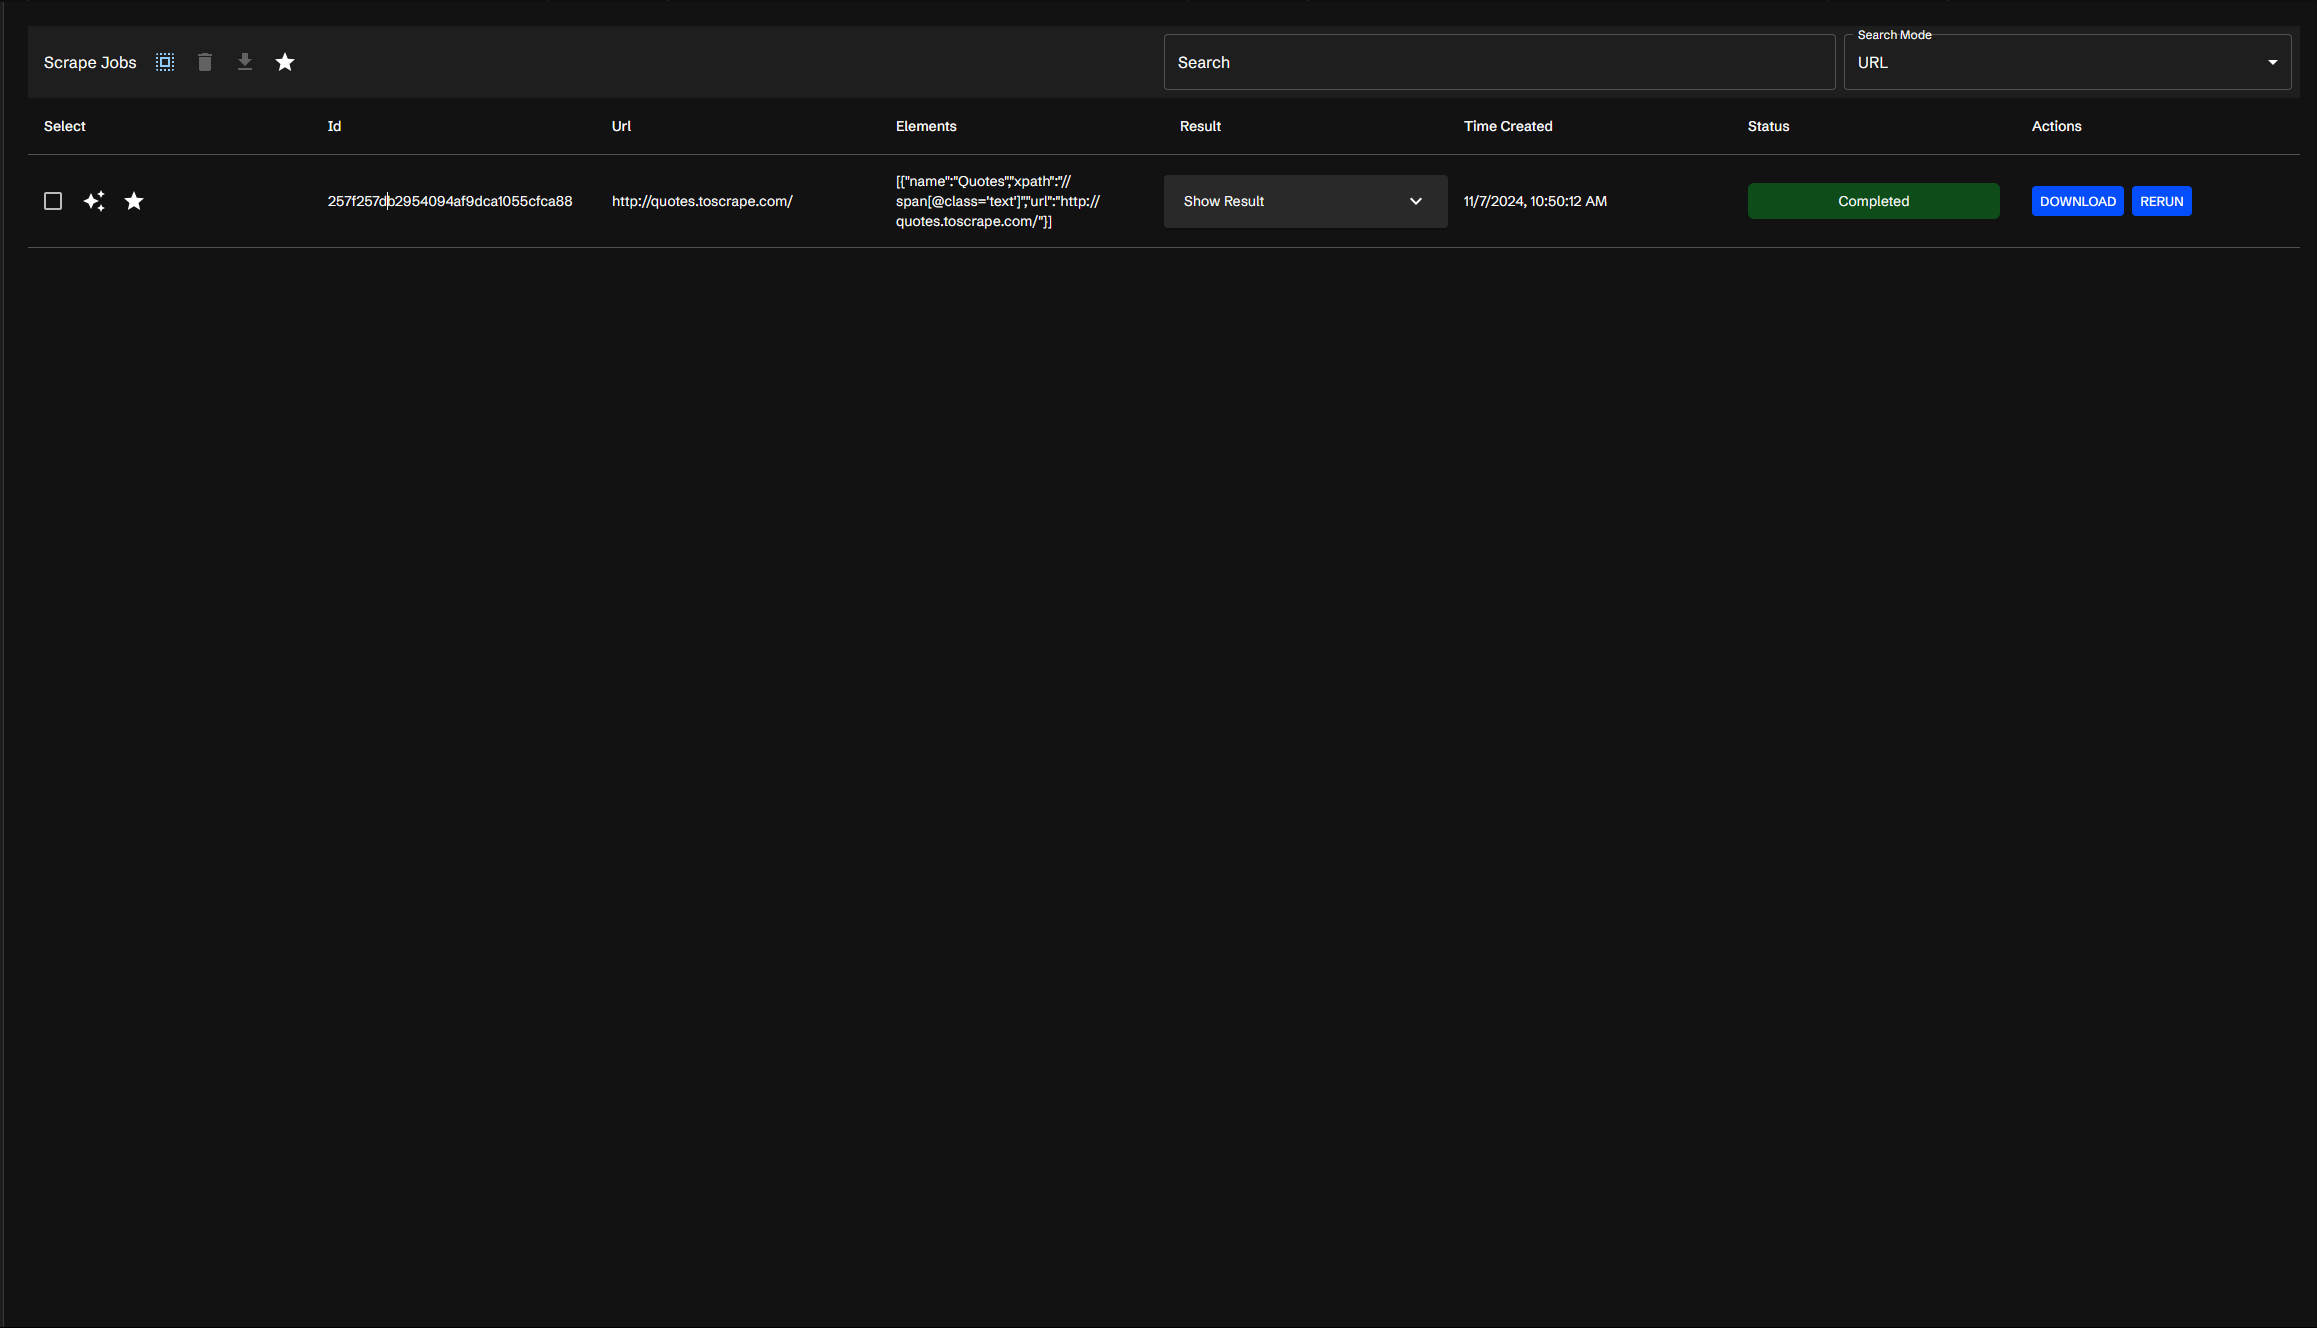 Scrape Jobs
Search
Search Mode
URL
Select Id Url Elements Result Time Created Status Actions
257f257db2954094af9dca1055cfca88
http://quotes.toscrape.com/
[{"name":"Quotes","xpath":"//
span[@class='text']","url":"http://
quotes.toscrape.com/"}]
Show Result
11/7/2024, 10:50:12 AM
Completed
DOWNLOAD
RERUN